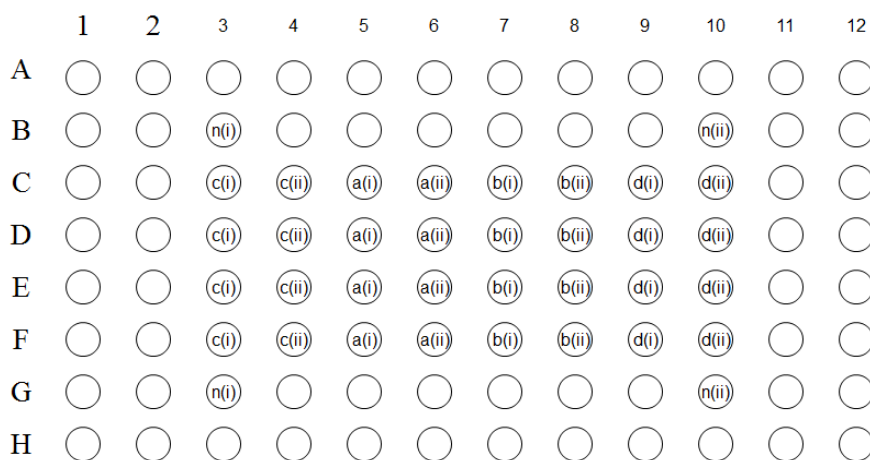 1 2 3 4 5 6 7 8 9 10 11 12
A
B n(i) n(ii)
C c(i) c(ii) a(i) a(ii) b(i) b(ii) d(i) d(ii)
D c(i) c(ii) a(i) a(ii) b(i) b(ii) d(i) d(ii)
E c(i) c(ii) a(i) a(ii) b(i) b(ii) d(i) d(ii)
F c(i) c(ii) a(i) a(ii) b(i) b(ii) d(i) d(ii)
G n(i) n(ii)
H